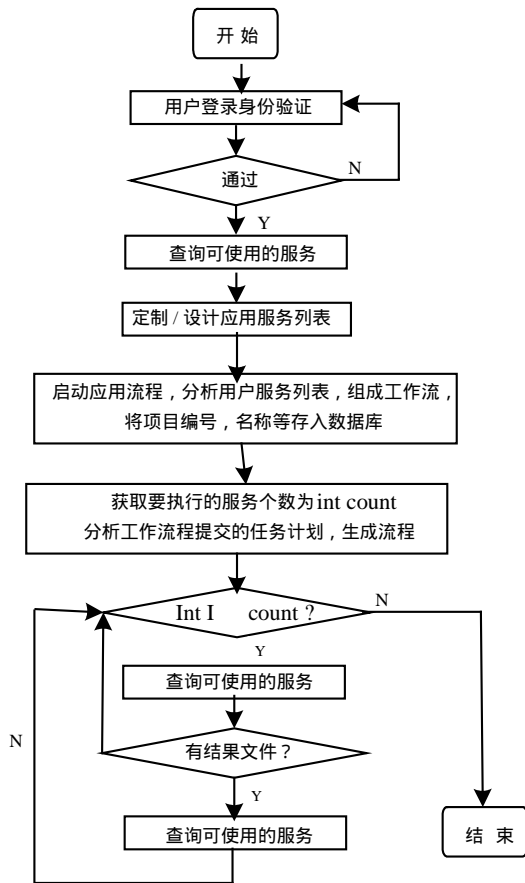 开 始
用户登录身份验证
通过
N
Y
查询可使用的服务
定制 / 设计应用服务列表
启动应用流程，分析用户服务列表，组成工作流，
将项目编号，名称等存入数据库
获取要执行的服务个数为 int count
分析工作流程提交的任务计划，生成流程
Int I count ?
N
Y
查询可使用的服务
N
有结果文件？
Y
查询可使用的服务
结 束